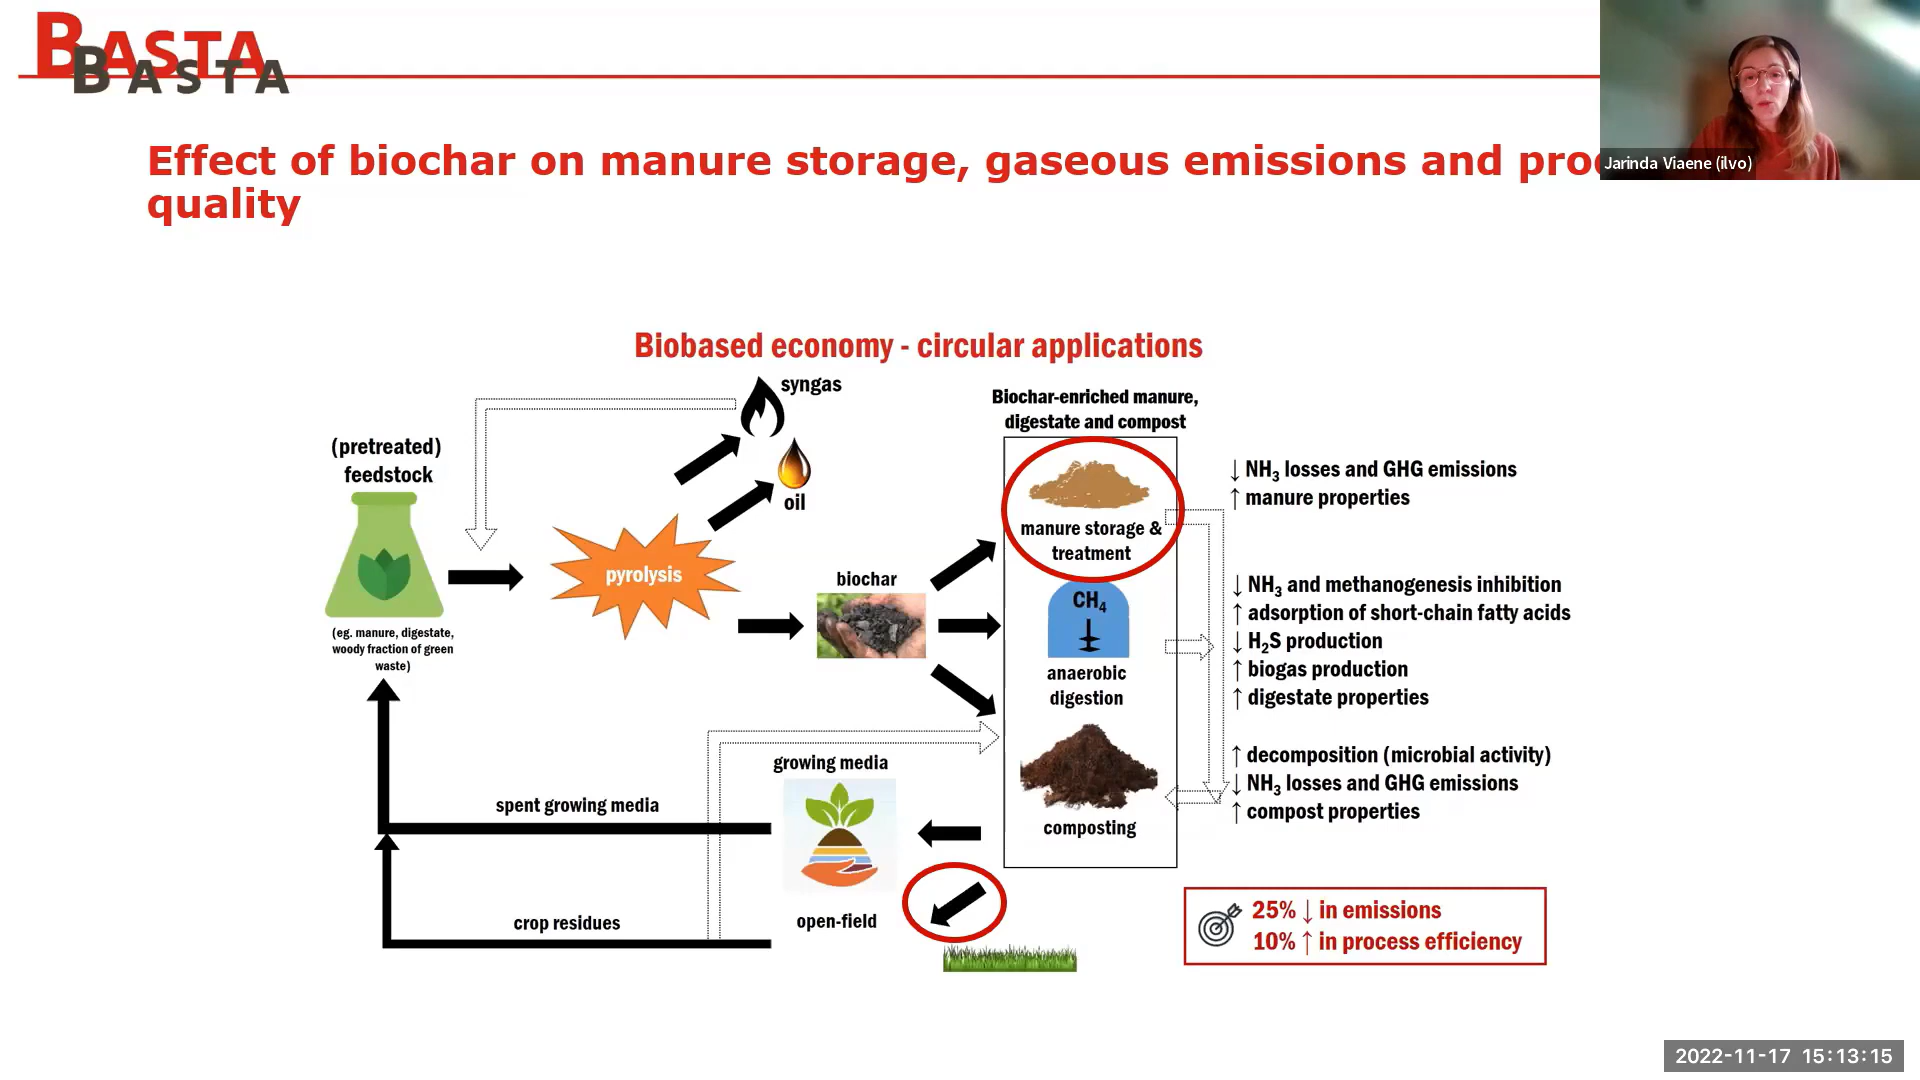 BASTA
BASTA
Jarinda Viaene (ilvo)
Effect of biochar on manure storage, gaseous emissions and
quality
Biobased economy - circular applications
syngas
oil
(pretreated)
feedstock
(eg. manure, digestate,
woody fraction of green
waste)
pyrolysis
biochar
Biochar-enriched manure,
digestate and compost
manure storage &
treatment
CH4
anaerobic
digestion
composting
↓ NH3 losses and GHG emissions
↑ manure properties
↓ NH3 and methanogenesis inhibition
↑ adsorption of short-chain fatty acids
↓ H2S production
↑ biogas production
↑ digestate properties
↑ decomposition (microbial activity)
↓ NH3 losses and GHG emissions
↑ compost properties
growing media
spent growing media
open-field
crop residues
25% ↓ in emissions
10% ↑ in process efficiency
2022-11-17 15:13:15